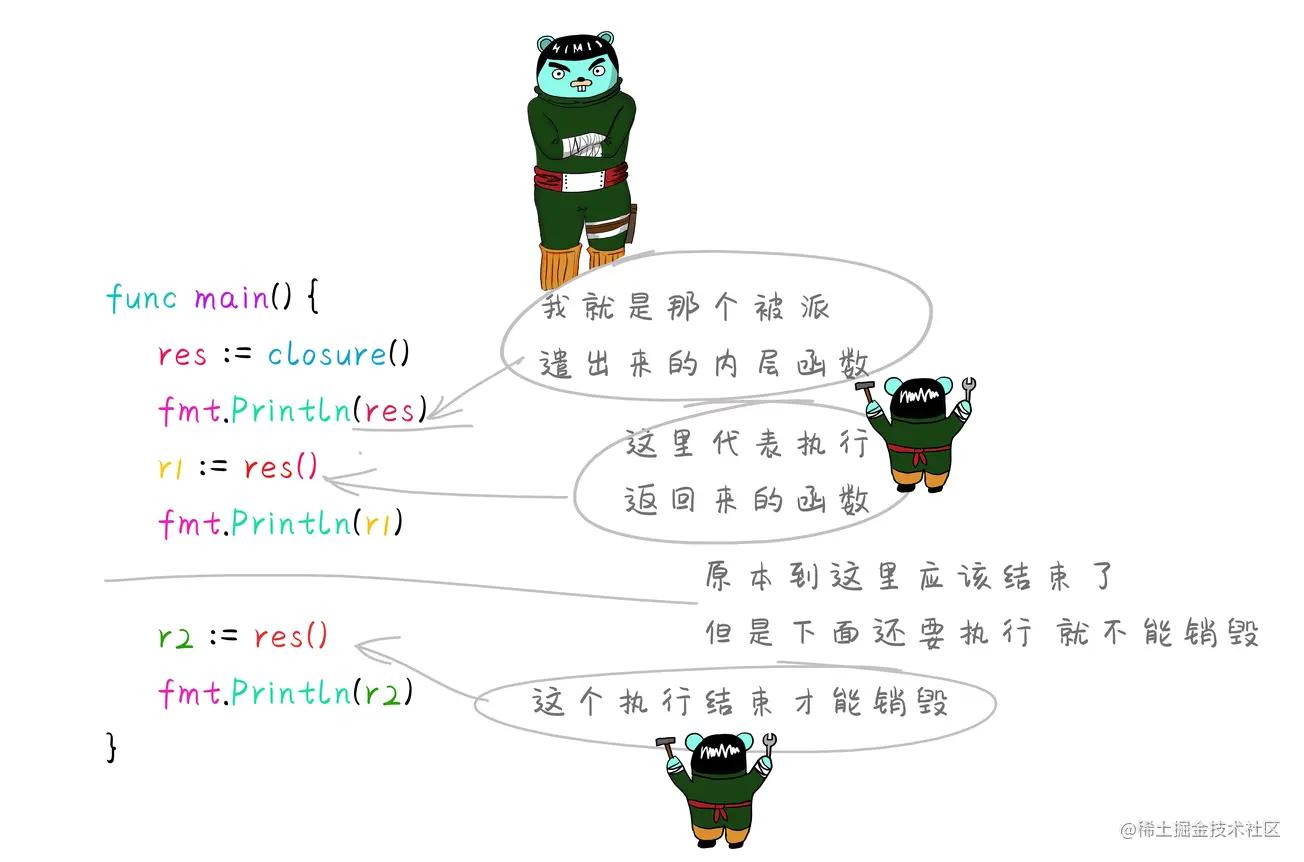 func main() {
res := closure()
fmt.Println(res)
r1 := res()
fmt.Println(r1)
r2 := res()
fmt.Println(r2)
}
我就是那个被派
遣出来的内层函数
这里代表执行
返回来的函数
原本到这里应该结束了
但是下面还要执行 就不能销毁
这个执行结束才能销毁
@稀土掘金技术社区